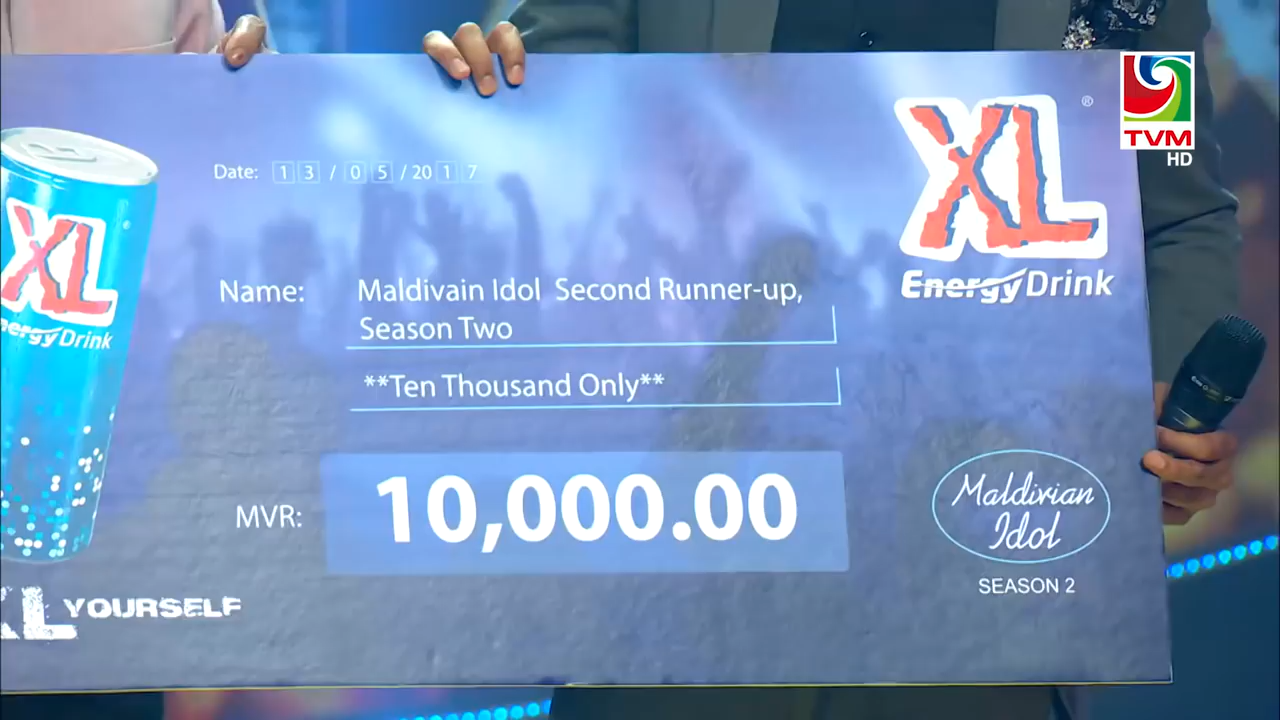 TVM
HD
Date: 13/05/2017
XL
®
Energy Drink
XL
Energy Drink
Name: Maldivain Idol Second Runner-up,
Season Two
**Ten Thousand Only**
MVR: 10,000.00
Maldivian
Idol
SEASON 2
XL YOURSELF